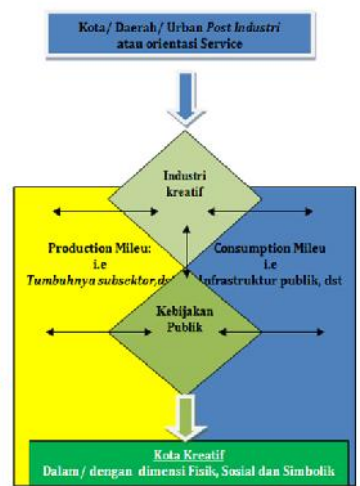 Kota/ Daerah/ Urban Post Industri
atau orientasi Service
Industri
kreatif
Production Mileu:
i.e
Tumbuhnya subsektor,dst
Consumption Mileu
i.e
Infrastruktur publik, dst
Kebijakan
Publik
Kota Kreatif
Dalam/ dengan dimensi Fisik, Sosial dan Simbolik